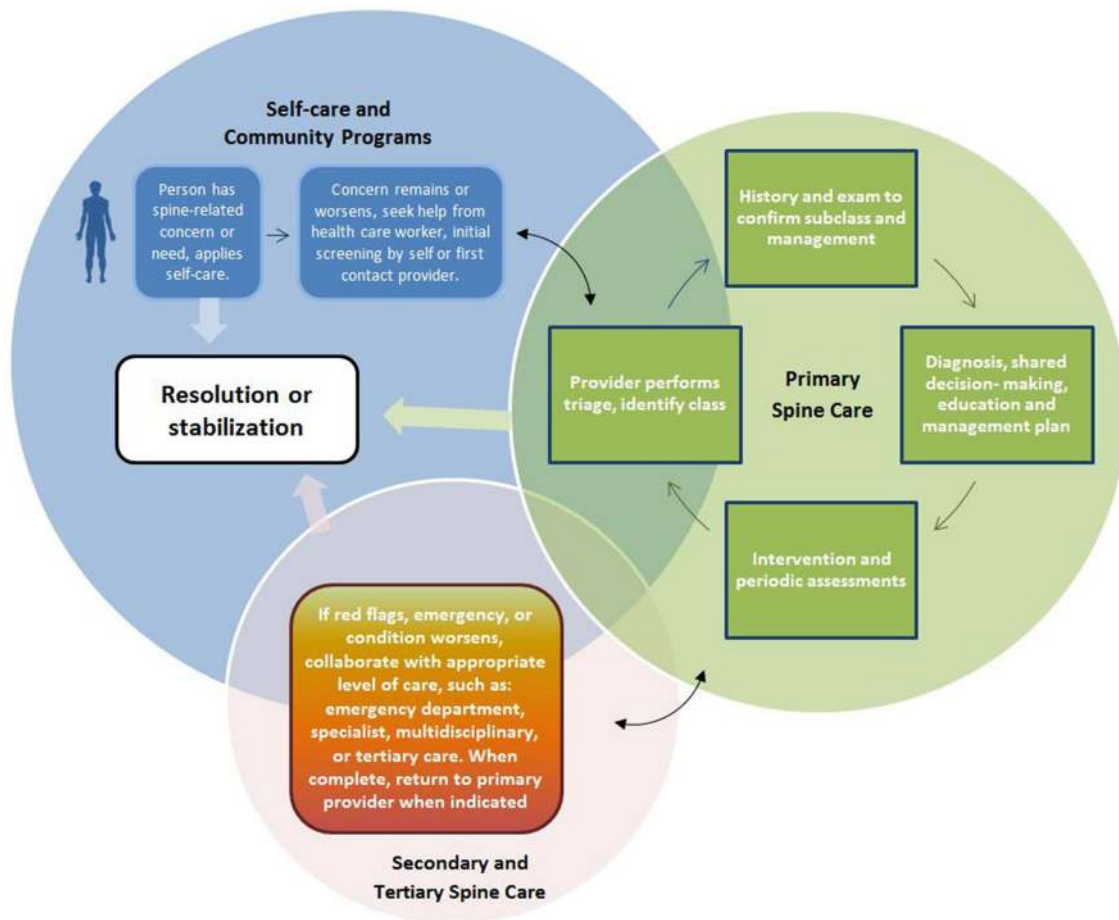 Self-care and
Community Programs
Person has
spine-related
concern or
need, applies
self-care.
Concern remains or
worsens, seek help from
health care worker, initial
screening by self or first
contact provider.
Resolution or
stabilization
History and exam to
confirm subclass and
management
Provider performs
triage, identify class
Primary
Spine Care
Diagnosis, shared
decision- making,
education and
management plan
Intervention and
periodic assessments
If red flags, emergency, or
condition worsens,
collaborate with appropriate
level of care, such as:
emergency department,
specialist, multidisciplinary,
or tertiary care. When
complete, return to primary
provider when indicated
Secondary and
Tertiary Spine Care